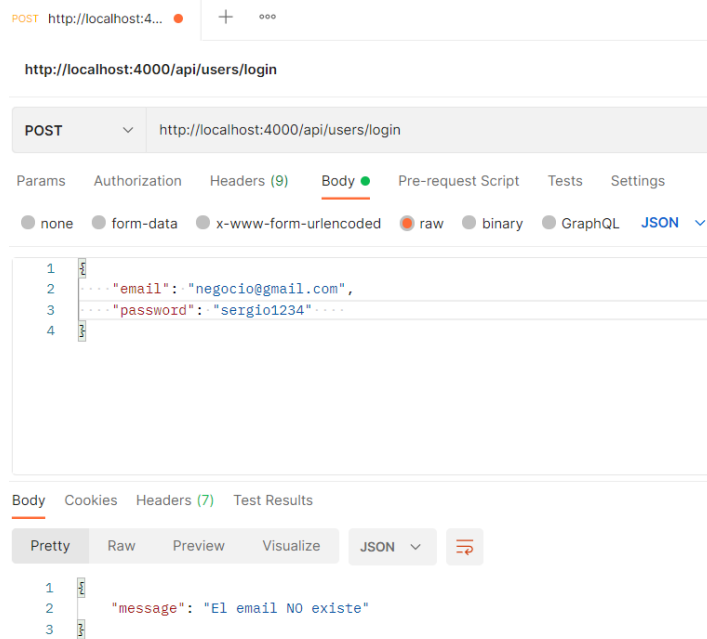 POST http://localhost:4...
http://localhost:4000/api/users/login
POST http://localhost:4000/api/users/login
Params Authorization Headers (9) Body Pre-request Script Tests Settings
none form-data x-www-form-urlencoded raw binary GraphQL JSON
1 {
2 "email": "negocio@gmail.com",
3 "password": "sergio1234"
4 }
Body Cookies Headers (7) Test Results
Pretty Raw Preview Visualize JSON
1 {
2 "message": "El email NO existe"
3 }